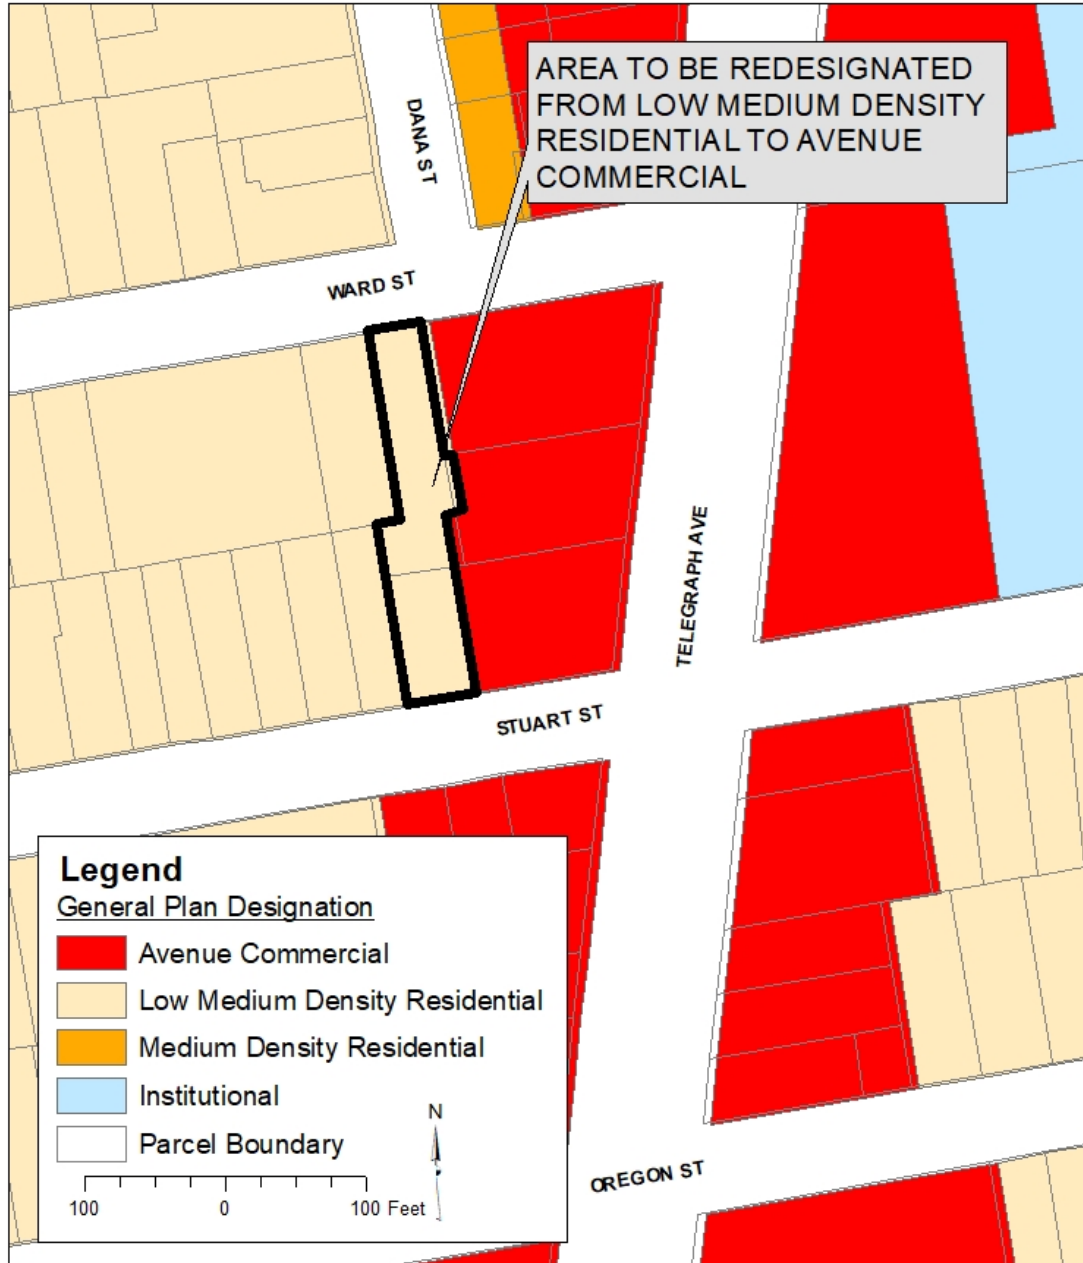 AREA TO BE REDESIGNATED
FROM LOW MEDIUM DENSITY
RESIDENTIAL TO AVENUE
COMMERCIAL
DANA ST
WARD ST
TELEGRAPH AVE
STUART ST
Legend
General Plan Designation
Avenue Commercial
Low Medium Density Residential
Medium Density Residential
Institutional
Parcel Boundary
N
100 0 100 Feet
OREGON ST